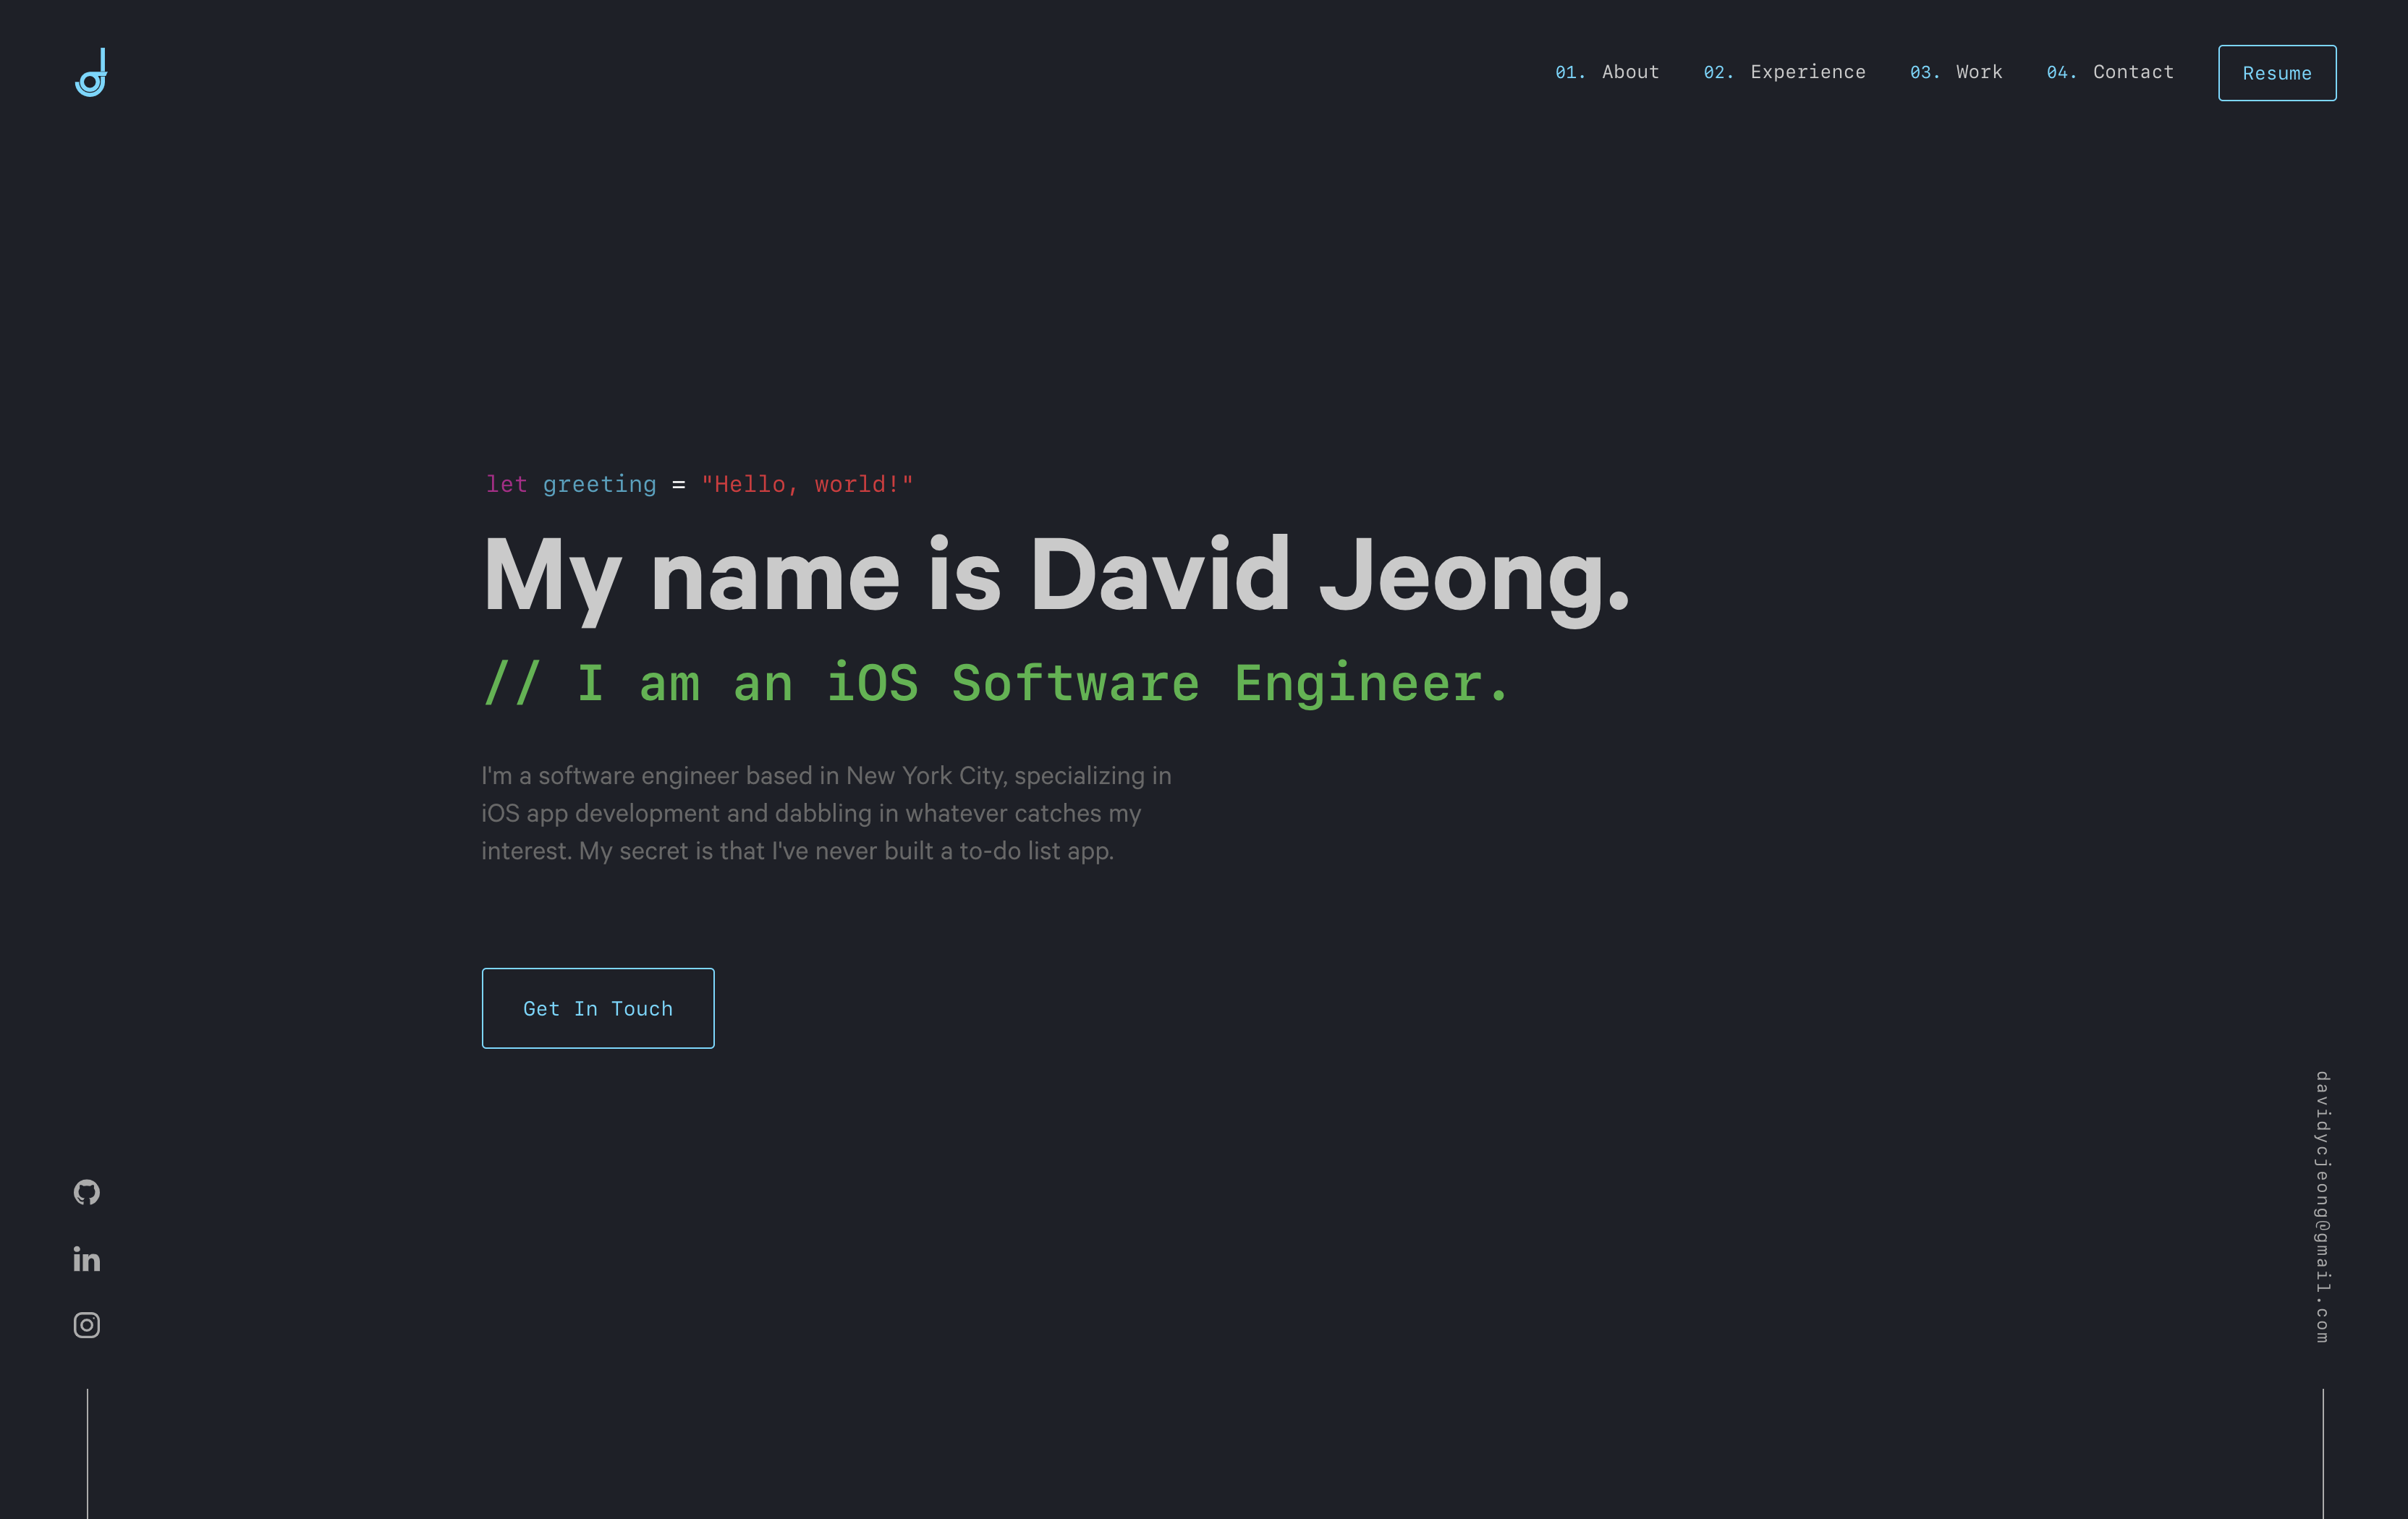 01. About 02. Experience 03. Work 04. Contact Resume
let greeting = "Hello, world!"
My name is David Jeong.
// I am an iOS Software Engineer.
I'm a software engineer based in New York City, specializing in
iOS app development and dabbling in whatever catches my
interest. My secret is that I've never built a to-do list app.
Get In Touch
davidycjeong@gmail.com